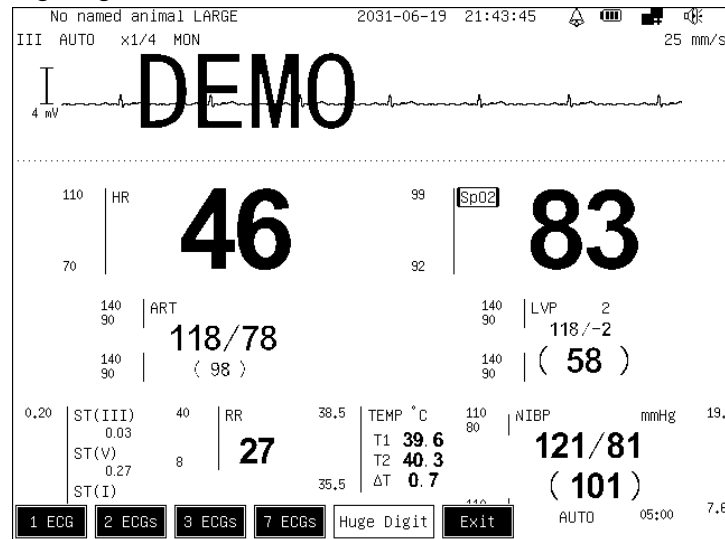 No named animal LARGE 2031-06-19 21:43:45
III AUTO x1/4 MON 25 mm/s
DEMO
4 mV
110 HR 46 99 SpO2 83
70 92
140 ART 140 LVP 2
90 118/78 90 118/-2
140 ( 98 ) 140 ( 58 )
90 90
0.20 ST(III) 40 RR 38.5 TEMP °C 110 NIBP mmHg 19.
0.03 T1 39.6 80 121/81
ST(V) 8 27 T2 40.3
0.27 35.5 ΔT 0.7 (101)
ST(I)
1 ECG 2 ECGs 3 ECGs 7 ECGs Huge Digit Exit AUTO 05:00 7.6